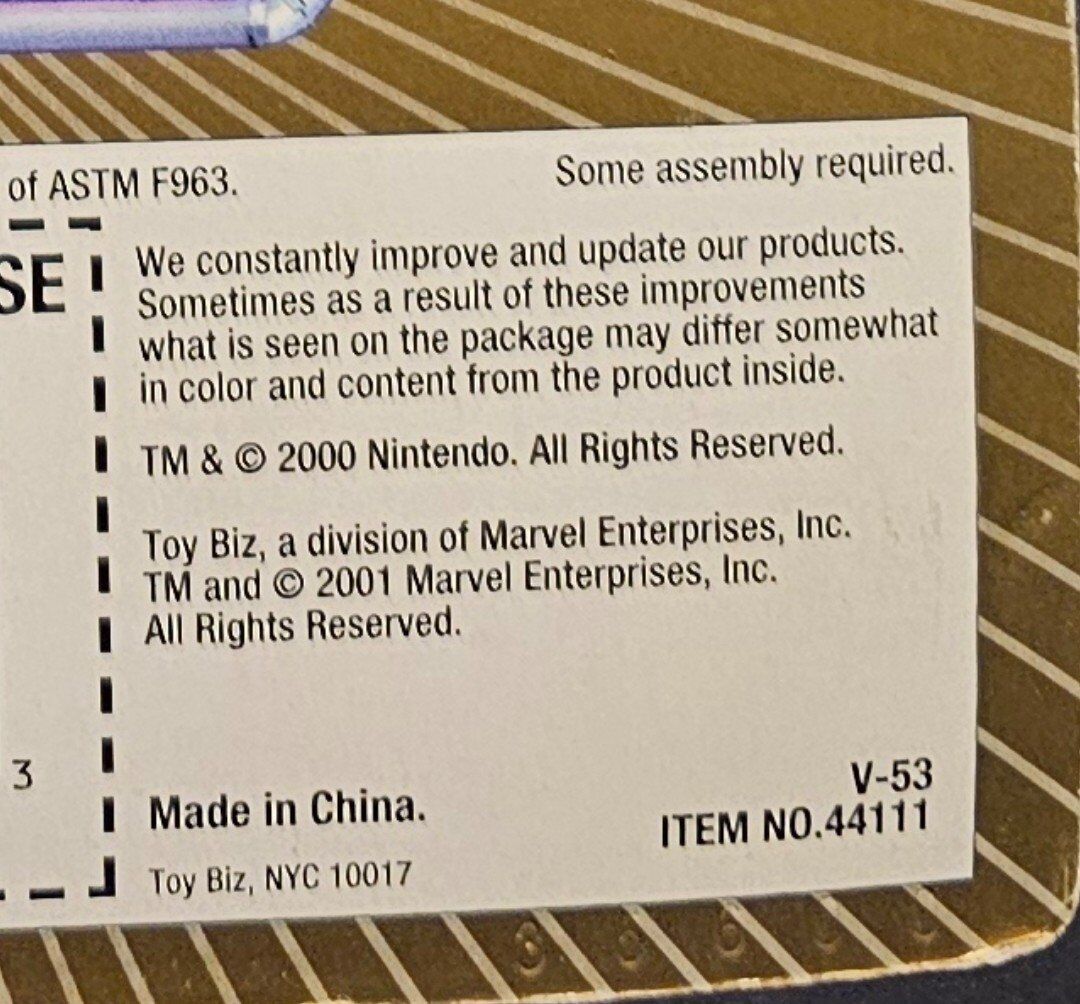 of ASTM F963.
Some assembly required.
SE
We constantly improve and update our products.
Sometimes as a result of these improvements
what is seen on the package may differ somewhat
in color and content from the product inside.
TM & © 2000 Nintendo. All Rights Reserved.
Toy Biz, a division of Marvel Enterprises, Inc.
TM and © 2001 Marvel Enterprises, Inc.
All Rights Reserved.
3
V-53
Made in China.
ITEM NO.44111
Toy Biz, NYC 10017